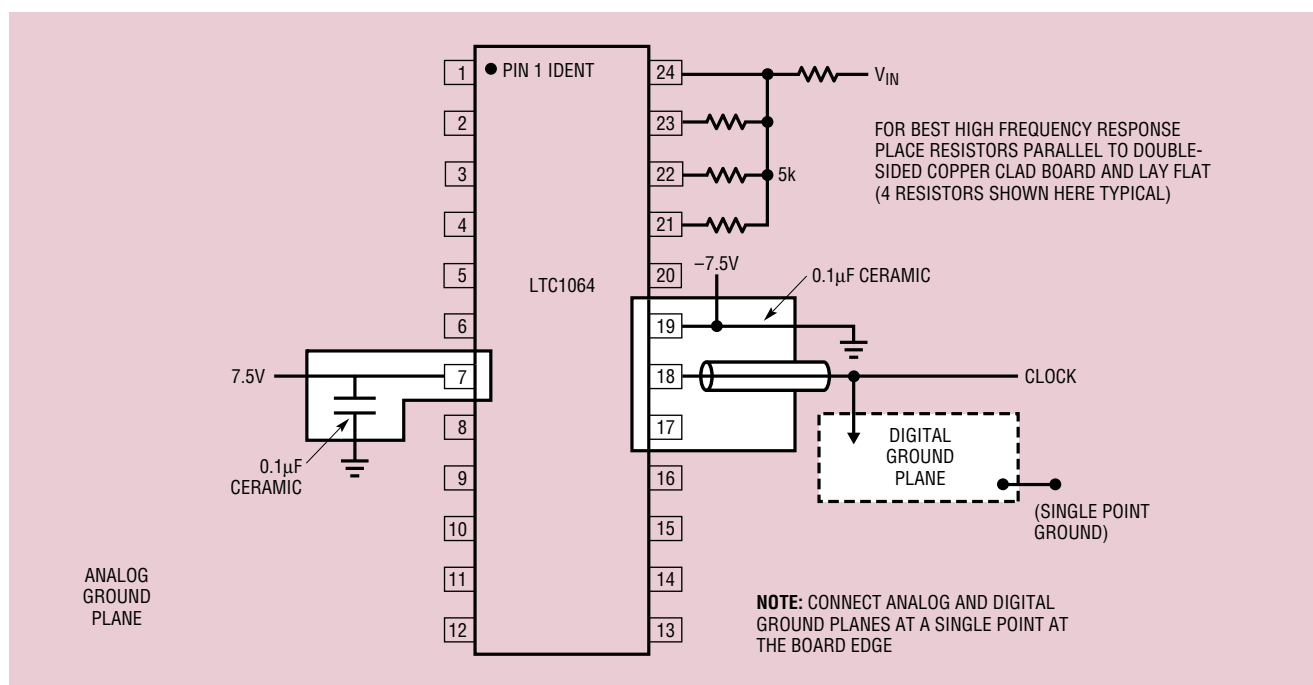 PIN 1 IDENT
1
2
3
4
5
6
7
8
9
10
11
12
24
23
22
21
20
19
18
17
16
15
14
13
LTC1064
VIN
5k
FOR BEST HIGH FREQUENCY RESPONSE
PLACE RESISTORS PARALLEL TO DOUBLE-
SIDED COPPER CLAD BOARD AND LAY FLAT
(4 RESISTORS SHOWN HERE TYPICAL)
–7.5V
0.1µF CERAMIC
7.5V
0.1µF
CERAMIC
CLOCK
DIGITAL
GROUND
PLANE
(SINGLE POINT
GROUND)
ANALOG
GROUND
PLANE
NOTE: CONNECT ANALOG AND DIGITAL
GROUND PLANES AT A SINGLE POINT AT
THE BOARD EDGE